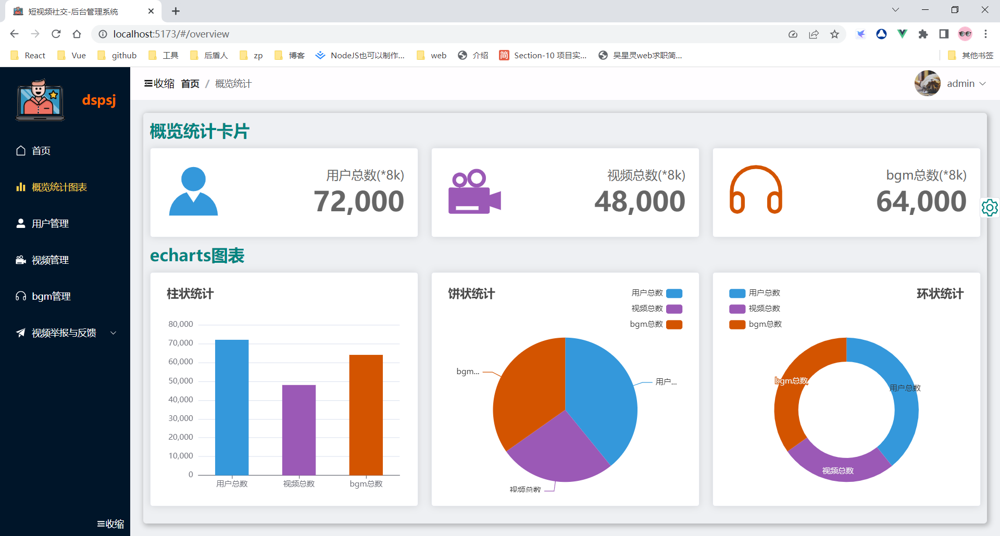 短视频社交-后台管理系统
localhost:5173/#/overview
React
Vue
github
工具
后盾人
zp
博客
NodeJS也可以制作...
web
介绍
简
Section-10 项目实...
吴星灵web求职简...
其他书签
dspsj
收缩
首页 / 概览统计
admin
首页
概览统计图表
用户管理
视频管理
bgm管理
视频举报与反馈
收缩
概览统计卡片
用户总数(*8k)
72,000
视频总数(*8k)
48,000
bgm总数(*8k)
64,000
echarts图表
柱状统计
80,000
70,000
60,000
50,000
40,000
30,000
20,000
10,000
0
用户总数
视频总数
bgm总数
饼状统计
用户总数
视频总数
bgm总数
bgm...
用户...
视频总数
用户总数
视频总数
bgm总数
环状统计
bgm总数
用户总数
视频总数